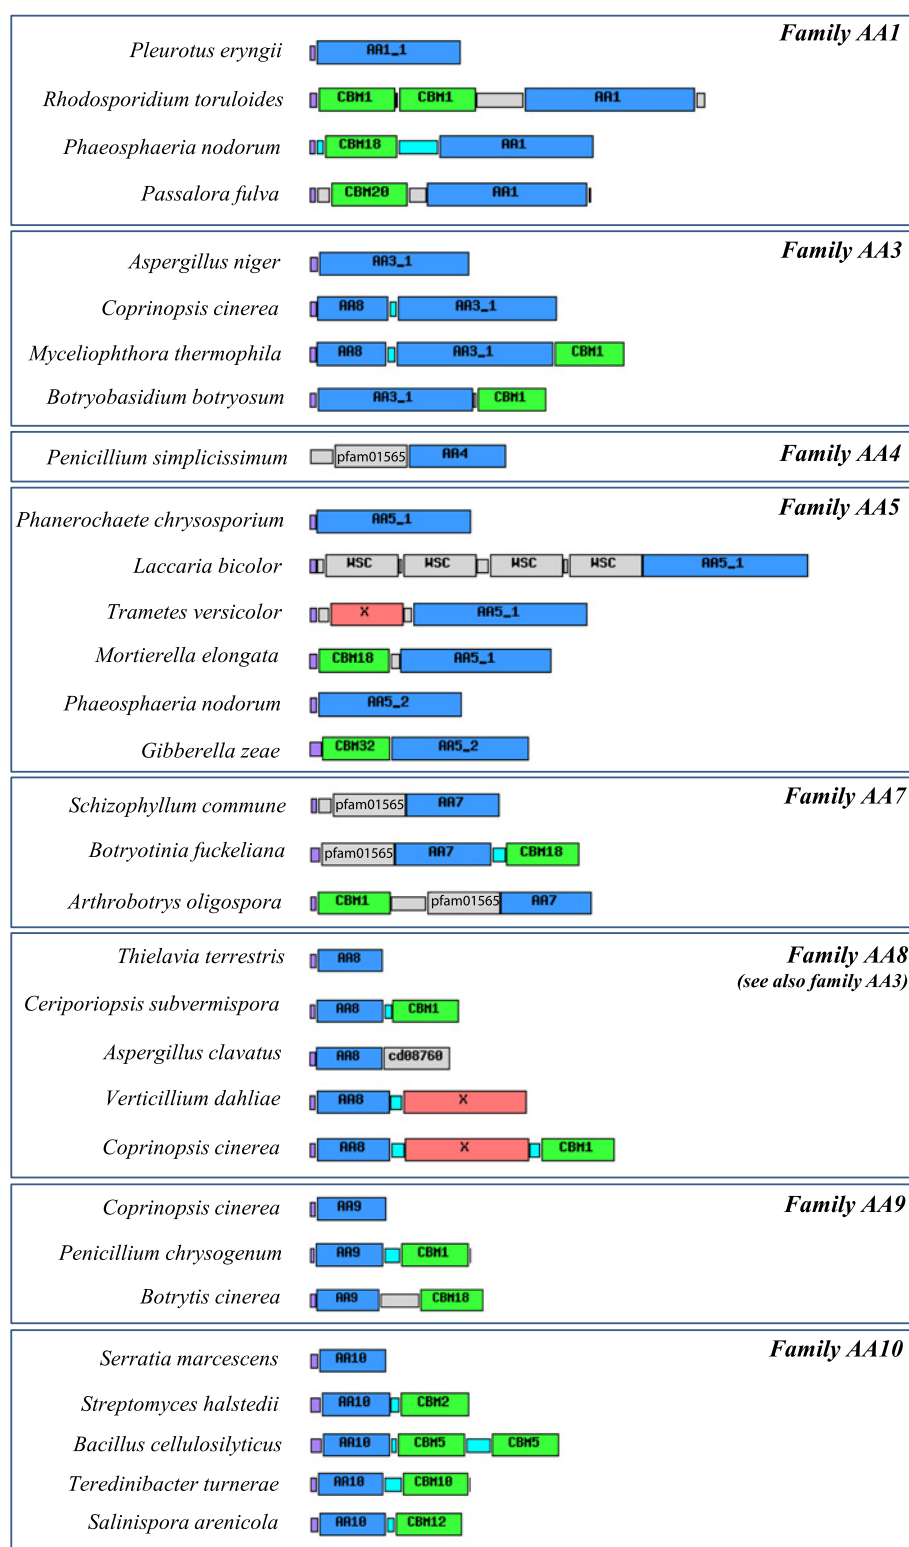 Family AA1
Pleurotus eryngii AA1_1
Rhodosporidium toruloides CBM1 CBM1 AA1
Phaeosphaeria nodorum CBM18 AA1
Passalora fulva CBM20 AA1
Family AA3
Aspergillus niger AA3_1
Coprinopsis cinerea AA8 AA3_1
Myceliophthora thermophila AA8 AA3_1 CBM1
Botryobasidium botryosum AA3_1 CBM1
Penicillium simplicissimum pfam01565 AA4 Family AA4
Family AA5
Phanerochaete chrysosporium AA5_1
Laccaria bicolor WSC WSC WSC WSC AA5_1
Trametes versicolor X AA5_1
Mortierella elongata CBM18 AA5_1
Phaeosphaeria nodorum AA5_2
Gibberella zeae CBM32 AA5_2
Family AA7
Schizophyllum commune pfam01565 AA7
Botryotinia fuckeliana pfam01565 AA7 CBM18
Arthrobotrys oligospora CBM1 pfam01565 AA7
Family AA8
Thielavia terrestris AA8
(see also family AA3)
Ceriporiopsis subvermispora AA8 CBM1
Aspergillus clavatus AA8 cd08760
Verticillium dahliae AA8 X
Coprinopsis cinerea AA8 X CBM1
Family AA9
Coprinopsis cinerea AA9
Penicillium chrysogenum AA9 CBM1
Botrytis cinerea AA9 CBM18
Family AA10
Serratia marcescens AA10
Streptomyces halstedii AA10 CBM2
Bacillus cellulosilyticus AA10 CBM5 CBM5
Teredinibacter turnerae AA10 CBM10
Salinispora arenicola AA10 CBM12